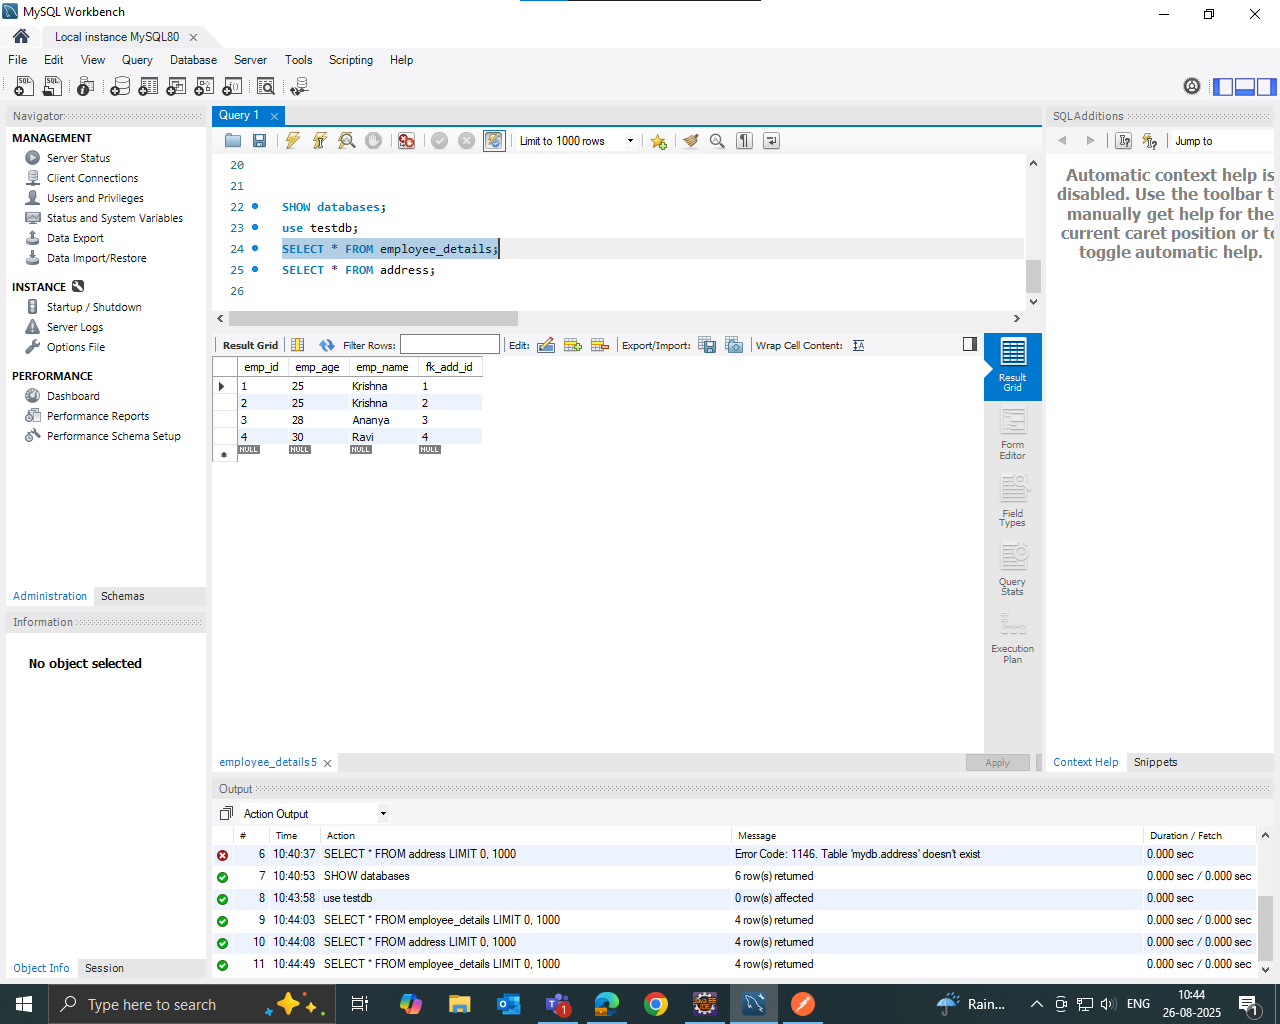 MySQL Workbench
Local instance MySQL80
File Edit View Query Database Server Tools Scripting Help
Navigator
MANAGEMENT
Server Status
Client Connections
Users and Privileges
Status and System Variables
Data Export
Data Import/Restore
INSTANCE
Startup / Shutdown
Server Logs
Options File
PERFORMANCE
Dashboard
Performance Reports
Performance Schema Setup
Administration Schemas
Information
No object selected
Object Info Session
Query 1
Limit to 1000 rows
20
21
22 SHOW databases;
23 use testdb;
24 SELECT * FROM employee_details;
25 SELECT * FROM address;
26
Result Grid Filter Rows: Edit: Export/Import: Wrap Cell Content:
emp_id emp_age emp_name fk_add_id
1 25 Krishna 1
2 25 Krishna 2
3 28 Ananya 3
4 30 Ravi 4
NULL NULL NULL NULL
Result
Grid
Form
Editor
Field
Types
Query
Stats
Execution
Plan
employee_details5
Apply
SQLAdditions
Jump to
Automatic context help is
disabled. Use the toolbar t
manually get help for the
current caret position or to
toggle automatic help.
Context Help Snippets
Output
Action Output
# Time Action Message Duration / Fetch
6 10:40:37 SELECT * FROM address LIMIT 0, 1000 Error Code: 1146. Table 'mydb.address' doesn't exist 0.000 sec
7 10:40:53 SHOW databases 6 row(s) returned 0.000 sec / 0.000 sec
8 10:43:58 use testdb 0 row(s) affected 0.000 sec
9 10:44:03 SELECT * FROM employee_details LIMIT 0, 1000 4 row(s) returned 0.000 sec / 0.000 sec
10 10:44:08 SELECT * FROM address LIMIT 0, 1000 4 row(s) returned 0.000 sec / 0.000 sec
11 10:44:49 SELECT * FROM employee_details LIMIT 0, 1000 4 row(s) returned 0.000 sec / 0.000 sec
Type here to search
Rain...
ENG
10:44
26-08-2025
1